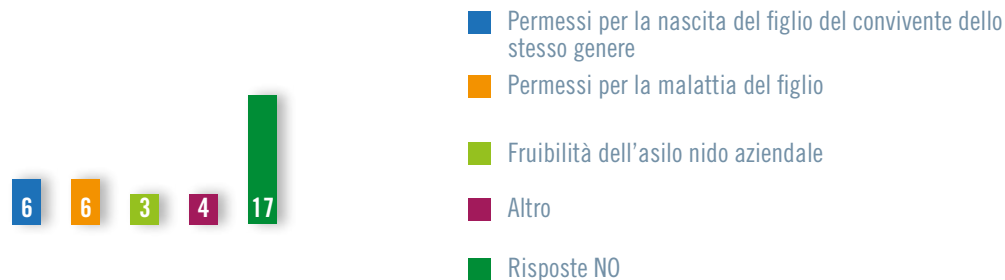 Permessi per la nascita del figlio del convivente dello
stesso genere
Permessi per la malattia del figlio
Fruibilità dell'asilo nido aziendale
Altro
Risposte NO
6
6
3
4
17